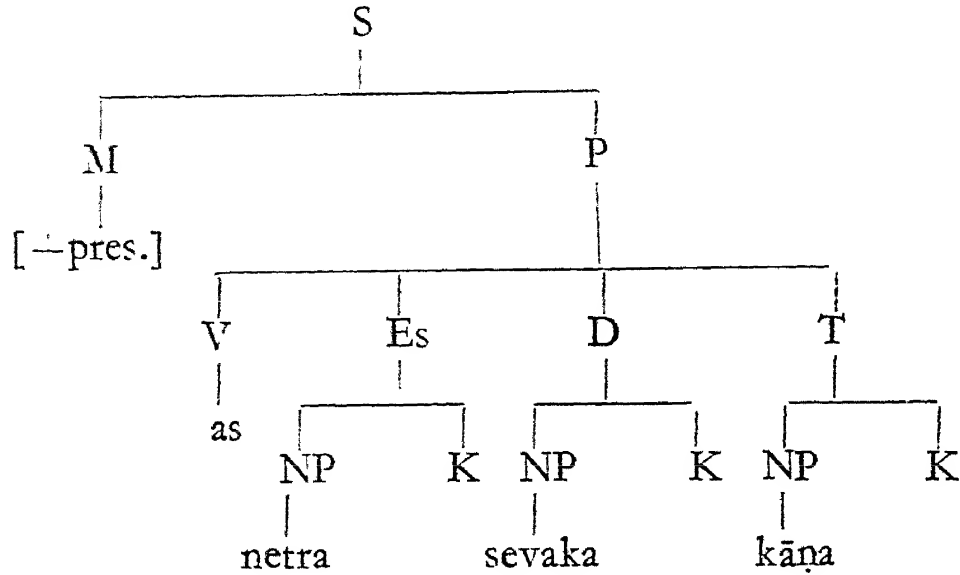 S
M P
[+pres.]
V Es D T
as
NP K NP K NP K
netra sevaka kāṇa